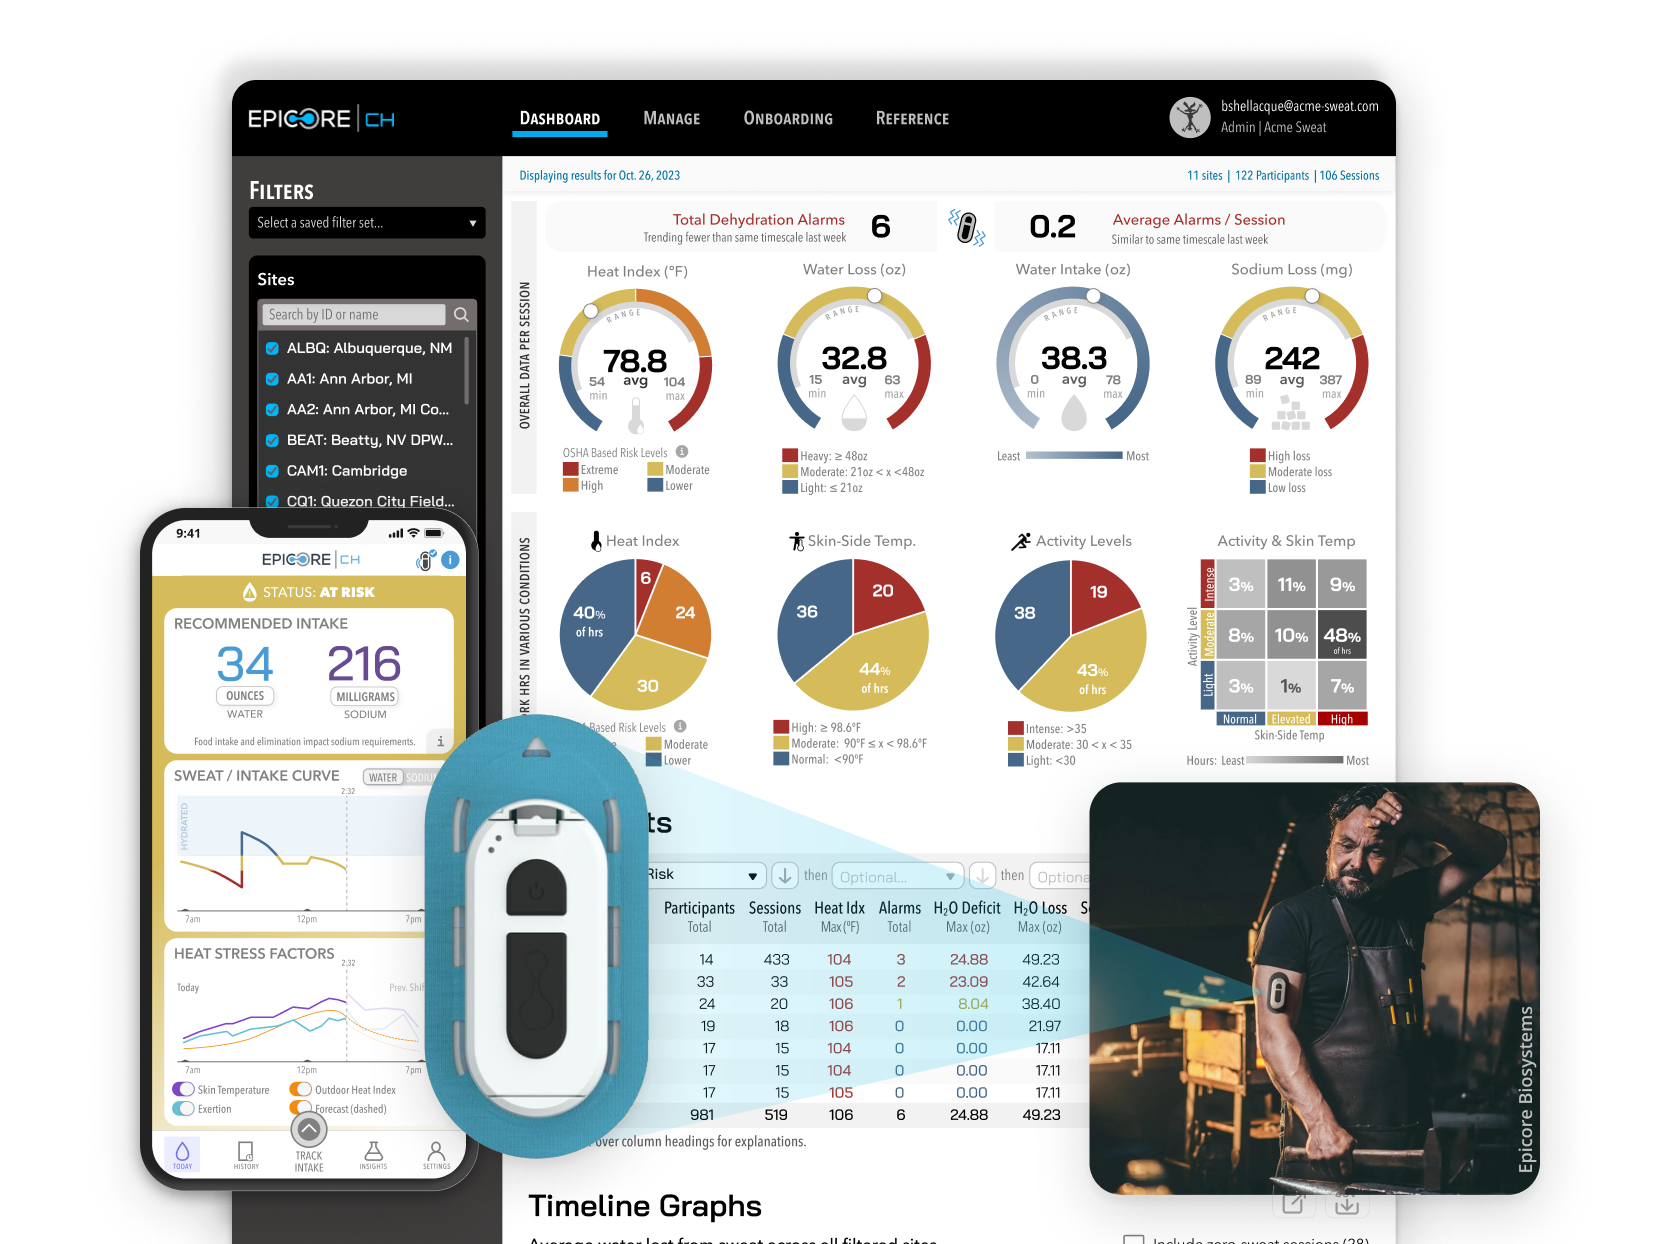 EPICORE | CH
DASHBOARD
MANAGE
ONBOARDING
REFERENCE
bshellacque@acme-sweat.com
Admin | Acme Sweat
FILTERS
Select a saved filter set...
Sites
Search by ID or name
ALBQ: Albuquerque, NM
AA1: Ann Arbor, MI
AA2: Ann Arbor, MI Co...
BEAT: Beatty, NV DPW...
CAM1: Cambridge
CQ1: Quezon City Field...
Displaying results for Oct. 26, 2023
11 sites | 122 Participants | 106 Sessions
OVERALL DATA PER SESSION
Total Dehydration Alarms
Trending fewer than same timescale last week
6
0.2
Average Alarms / Session
Similar to same timescale last week
Heat Index (°F)
RANGE
78.8
avg
54
min
104
max
OSHA Based Risk Levels
Extreme
Moderate
High
Lower
Water Loss (oz)
RANGE
32.8
avg
15
min
63
max
Heavy: ≥ 48oz
Moderate: 21oz < x <48oz
Light: ≤ 21oz
Water Intake (oz)
RANGE
38.3
avg
0
min
78
max
Least
Most
Sodium Loss (mg)
RANGE
242
avg
89
min
387
max
High loss
Moderate loss
Low loss
HRS IN VARIOUS CONDITIONS
Heat Index
6
24
30
40%
of hrs
Based Risk Levels
Moderate
Lower
Skin-Side Temp.
20
36
44%
of hrs
High: ≥ 98.6°F
Moderate: 90°F ≤ x < 98.6°F
Normal: <90°F
Activity Levels
19
38
43%
of hrs
Intense: >35
Moderate: 30 < x < 35
Light: <30
Activity & Skin Temp
Activity Level
Intense
3%
11%
9%
Moderate
8%
10%
48%
of hrs
Light
3%
1%
7%
Normal
Elevated
High
Skin-Side Temp
Hours: Least
Most
ts
Risk
then
Optional...
then
Optiona
Participants Sessions Heat Idx Alarms H₂O Deficit H₂O Loss S
Total Total Max (°F) Total Max (oz) Max (oz)
14 433 104 3 24.88 49.23
33 33 105 2 23.09 42.64
24 20 106 1 8.04 38.40
19 18 106 0 0.00 21.97
17 15 104 0 0.00 17.11
17 15 104 0 0.00 17.11
17 15 105 0 0.00 17.11
981 519 106 6 24.88 49.23
over column headings for explanations.
Timeline Graphs
Average water lost from sweat across all filtered sites
Include zero-sweat sessions (28)
9:41
EPICORE | CH
STATUS: AT RISK
RECOMMENDED INTAKE
34
OUNCES
WATER
216
MILLIGRAMS
SODIUM
Food intake and elimination impact sodium requirements.
SWEAT / INTAKE CURVE
WATER
SODIU
2:32
HYDRATED
7am
12pm
7pm
HEAT STRESS FACTORS
2:32
Today
Prev. Shif
7am
12pm
7pm
Skin Temperature
Outdoor Heat Index
Exertion
Forecast (dashed)
TODAY
HISTORY
TRACK
INTAKE
INSIGHTS
SETTINGS
Epicore Biosystems